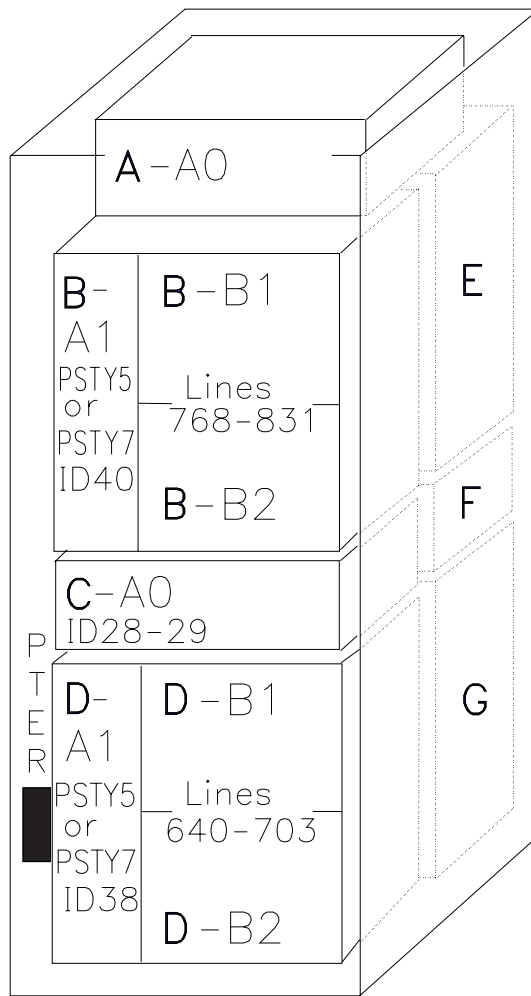 A-A0
B-
A1
PSTY5
or
PSTY7
ID40
B-B1
Lines
768-831
B-B2
E
F
C-A0
ID28-29
PTER
D-
A1
PSTY5
or
PSTY7
ID38
D-B1
Lines
640-703
D-B2
G